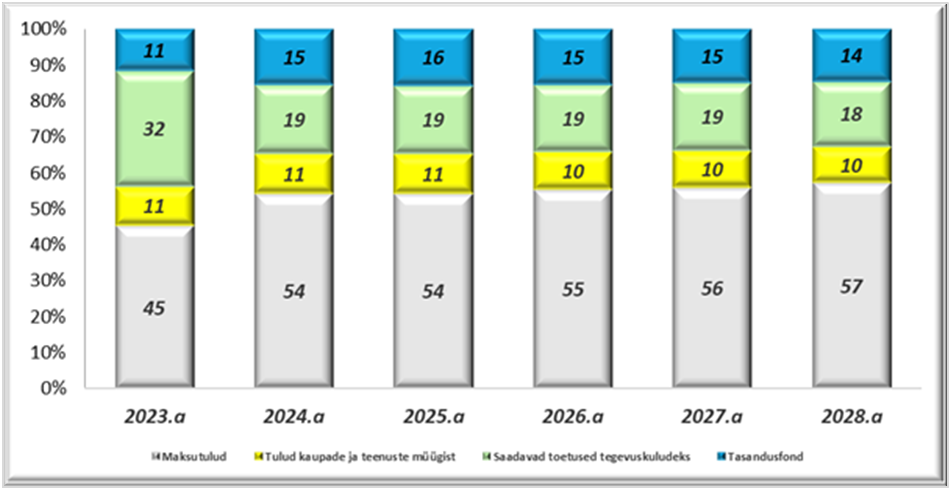 100%
90%
80%
70%
60%
50%
40%
30%
20%
10%
0%
11 15 16 15 15 14
32 19 19 19 19 18
11 11 11 10 10 10
45 54 54 55 56 57
2023.a 2024.a 2025.a 2026.a 2027.a 2028.a
Maksutulud Tulud kaupade ja teenuste müügist Saadavad toetused tegevuskuludeks Tasandusfond